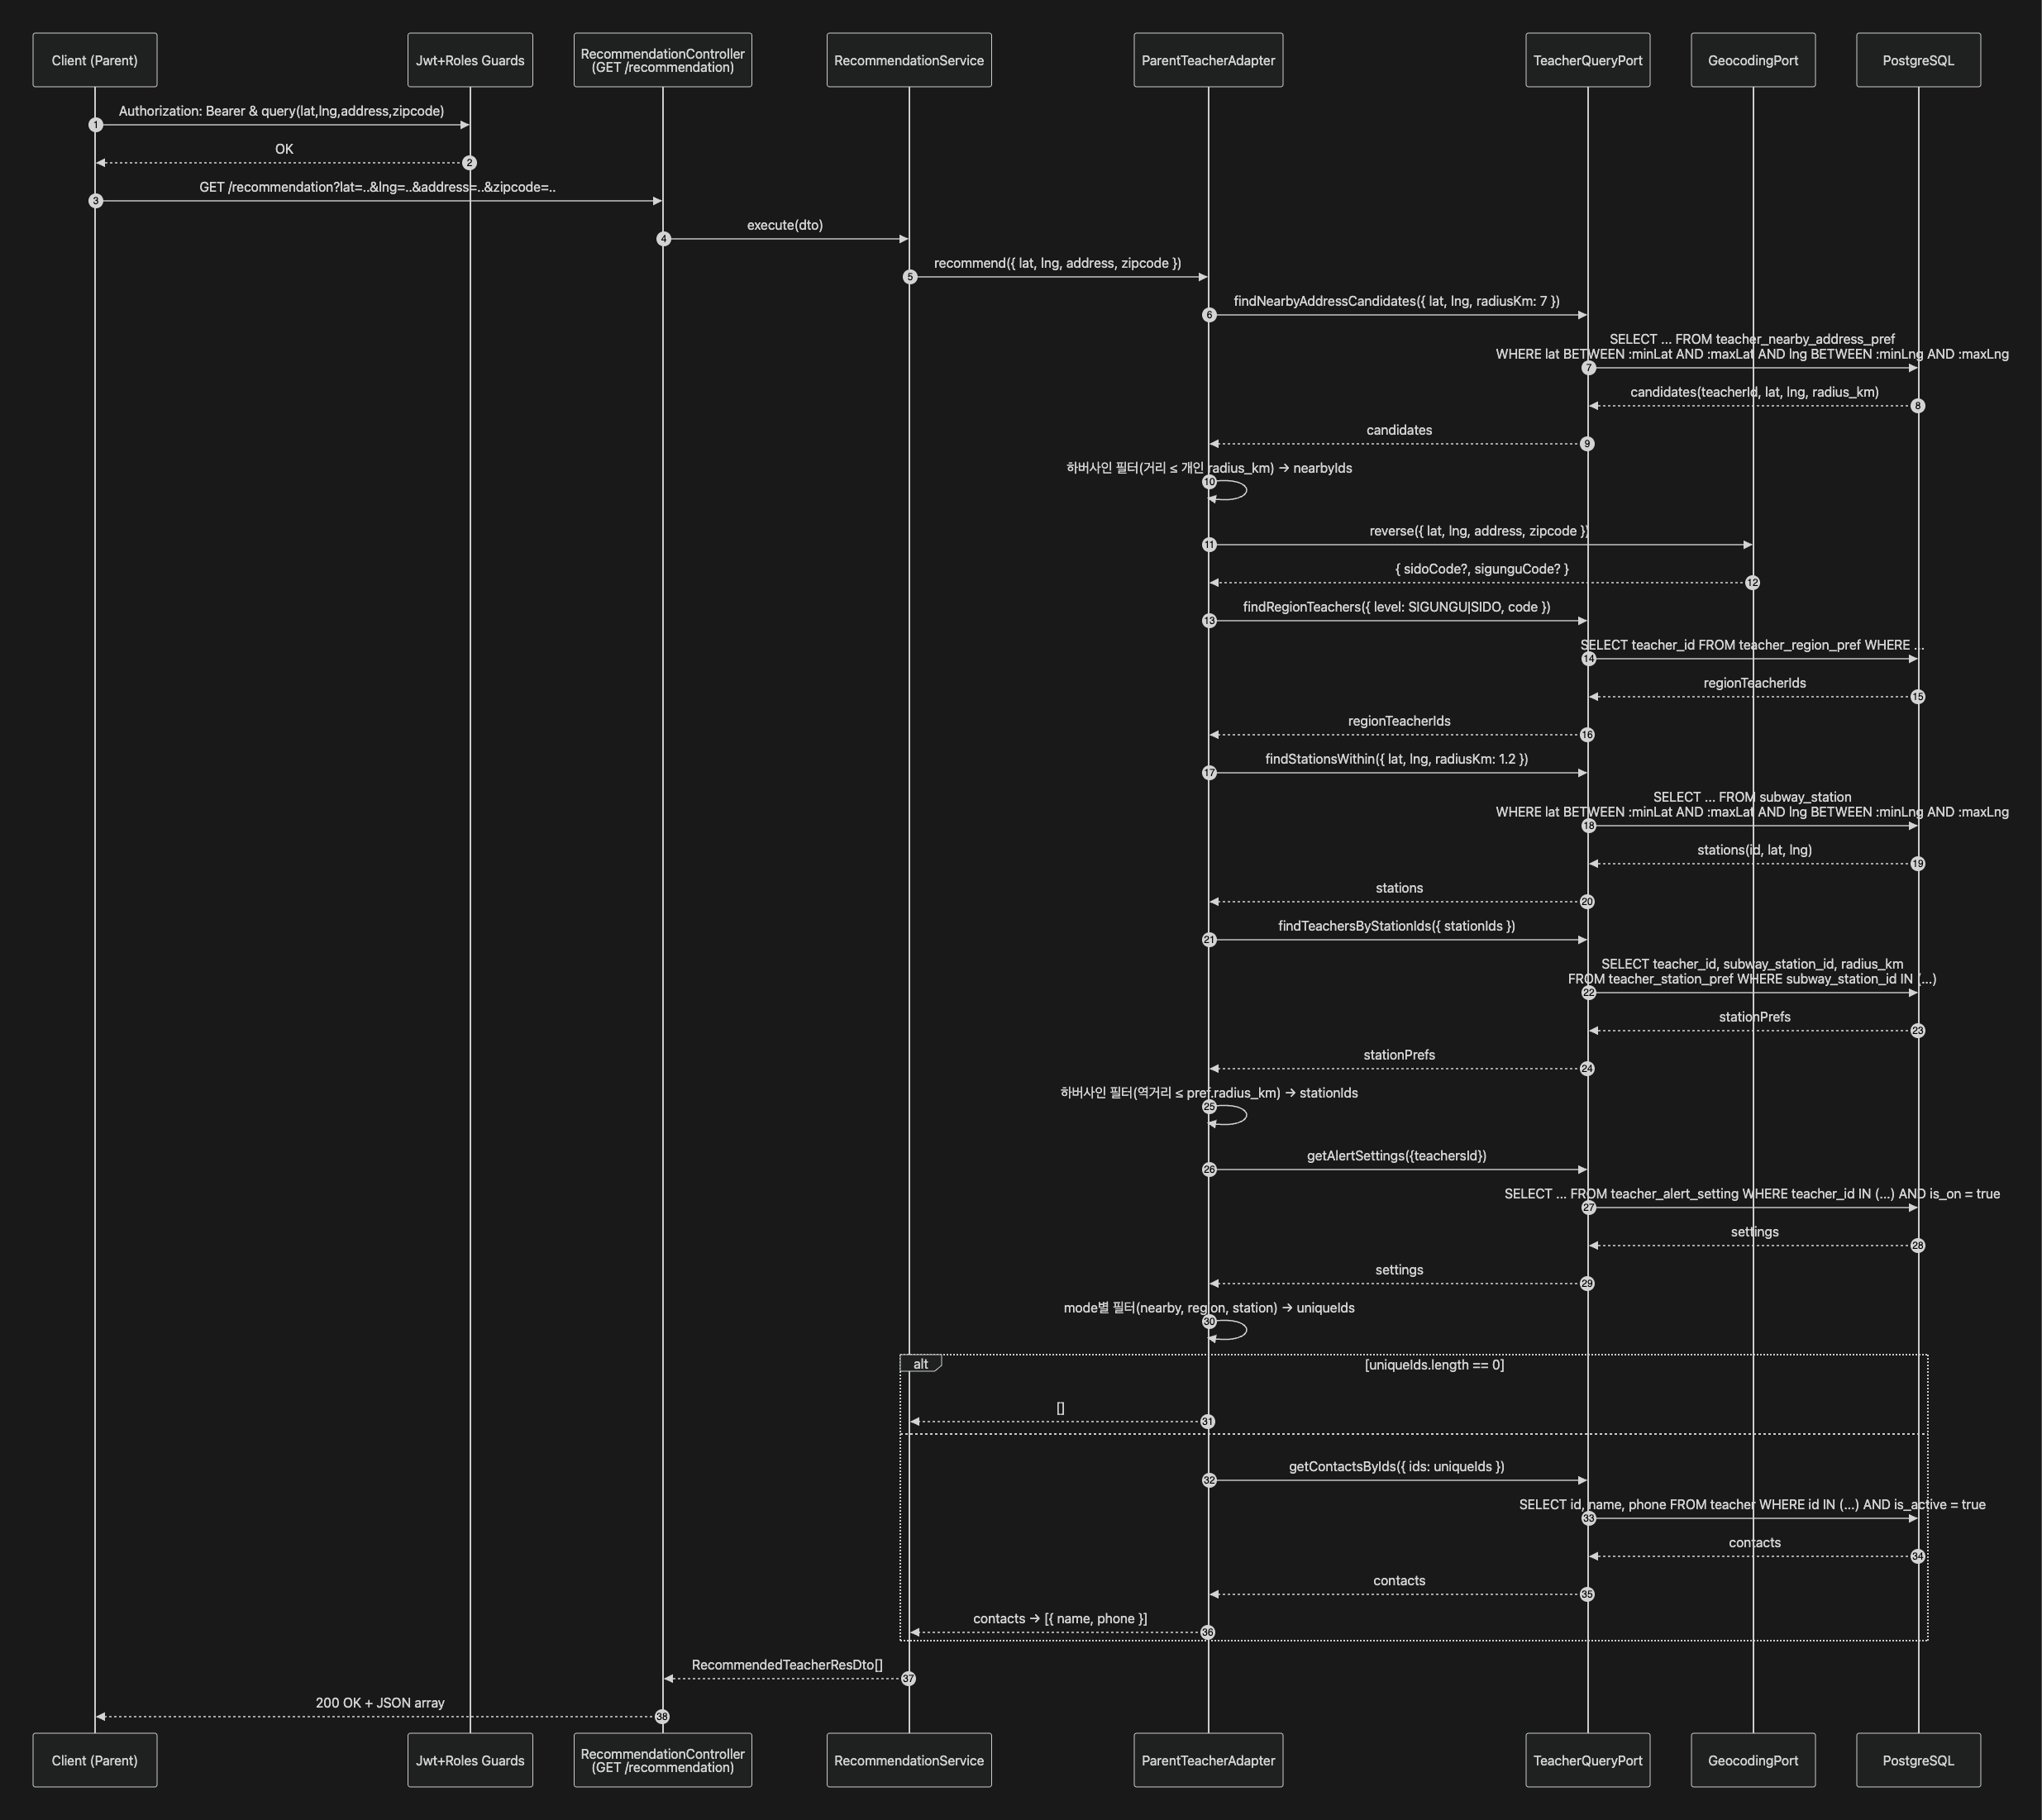 Client (Parent)
Jwt+Roles Guards
RecommendationController
(GET /recommendation)
RecommendationService
ParentTeacherAdapter
TeacherQueryPort
GeocodingPort
PostgreSQL
Authorization: Bearer & query(lat,lng,address,zipcode)
1
OK
2
GET /recommendation?lat=..&lng=..&address=..&zipcode=..
3
execute(dto)
4
recommend({ lat, lng, address, zipcode })
5
findNearbyAddressCandidates({ lat, lng, radiusKm: 7 })
6
SELECT ... FROM teacher_nearby_address_pref
WHERE lat BETWEEN :minLat AND :maxLat AND lng BETWEEN :minLng AND :maxLng
7
candidates(teacherId, lat, lng, radius_km)
8
candidates
9
하버사인 필터(거리 ≤ 개인 radius_km) → nearbyIds
10
reverse({ lat, lng, address, zipcode })
11
{ sidoCode?, sigunguCode? }
12
findRegionTeachers({ level: SIGUNGU|SIDO, code })
13
SELECT teacher_id FROM teacher_region_pref WHERE ...
14
regionTeacherIds
15
regionTeacherIds
16
findStationsWithin({ lat, lng, radiusKm: 1.2 })
17
SELECT ... FROM subway_station
WHERE lat BETWEEN :minLat AND :maxLat AND lng BETWEEN :minLng AND :maxLng
18
stations(id, lat, lng)
19
stations
20
findTeachersByStationIds({ stationIds })
21
SELECT teacher_id, subway_station_id, radius_km
FROM teacher_station_pref WHERE subway_station_id IN (...)
22
stationPrefs
23
stationPrefs
24
하버사인 필터(역거리 ≤ pref.radius_km) → stationIds
25
getAlertSettings({teachersId})
26
SELECT ... FROM teacher_alert_setting WHERE teacher_id IN (...) AND is_on = true
27
settings
28
settings
29
mode별 필터(nearby, region, station) → uniqueIds
30
alt
[uniqueIds.length == 0]
[]
31
getContactsByIds({ ids: uniqueIds })
32
SELECT id, name, phone FROM teacher WHERE id IN (...) AND is_active = true
33
contacts
34
contacts
35
contacts → [{ name, phone }]
36
RecommendedTeacherResDto[]
37
200 OK + JSON array
38
Client (Parent)
Jwt+Roles Guards
RecommendationController
(GET /recommendation)
RecommendationService
ParentTeacherAdapter
TeacherQueryPort
GeocodingPort
PostgreSQL